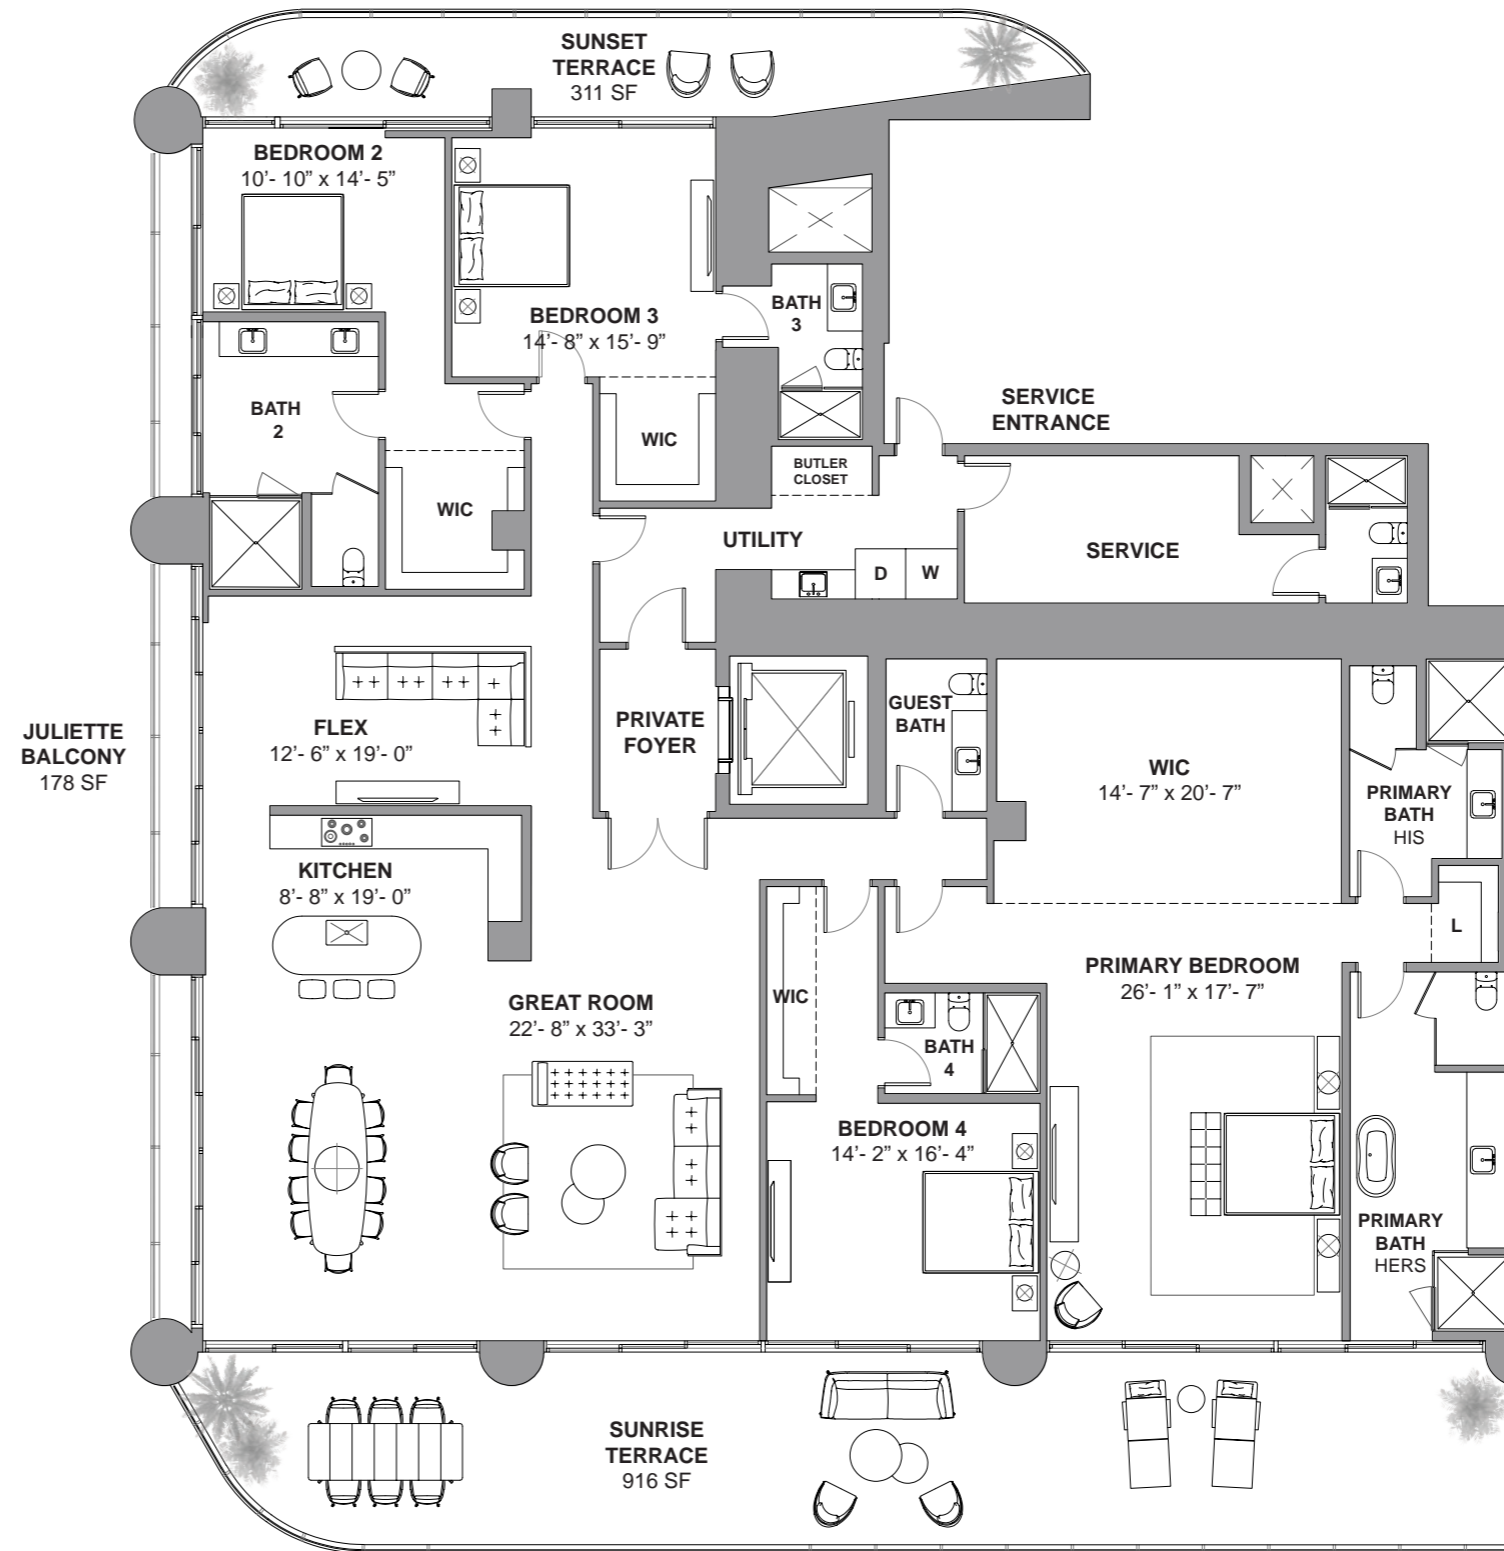 SUNSET
TERRACE
311 SF
BEDROOM 2
10’- 10” x 14’- 5”
BEDROOM 3
14’- 8” x 15’- 9”
BATH
3
BATH
2
WIC
WIC
BUTLER
CLOSET
SERVICE
ENTRANCE
UTILITY
D
W
SERVICE
JULIETTE
BALCONY
178 SF
FLEX
12’- 6” x 19’- 0”
PRIVATE
FOYER
GUEST
BATH
WIC
14’- 7” x 20’- 7”
PRIMARY
BATH
HIS
KITCHEN
8’- 8” x 19’- 0”
L
GREAT ROOM
22’- 8” x 33’- 3”
WIC
PRIMARY BEDROOM
26’- 1” x 17’- 7”
BATH
4
BEDROOM 4
14’- 2” x 16’- 4”
PRIMARY
BATH
HERS
SUNRISE
TERRACE
916 SF